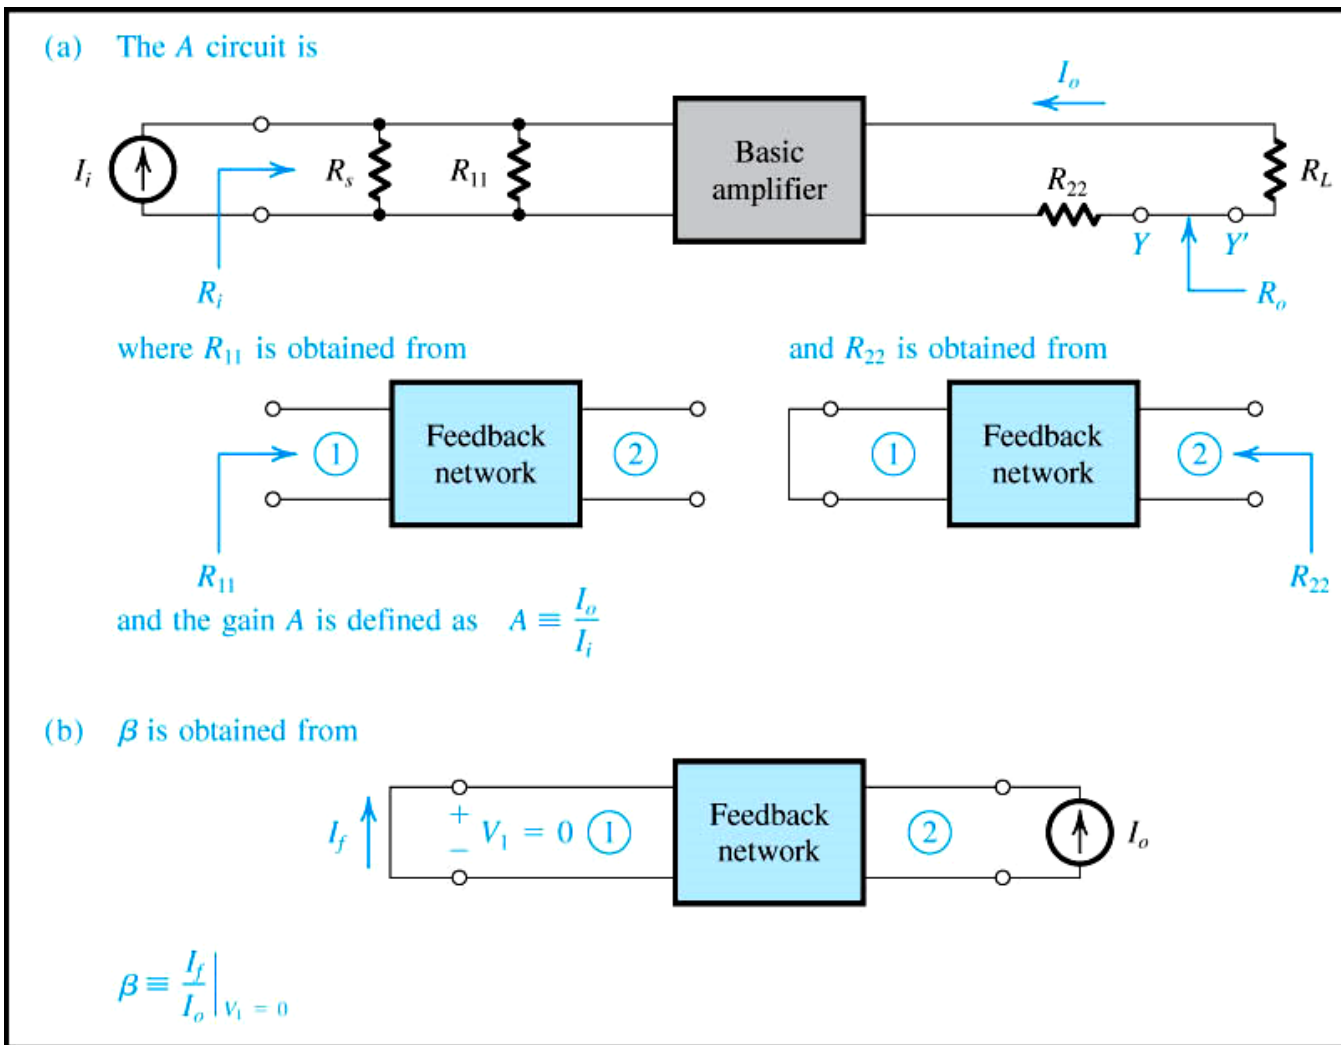 (a) The A circuit is
I_o
I_i
R_s
R_11
Basic
amplifier
R_22
R_L
Y
Y'
R_i
R_o
where R_11 is obtained from
and R_22 is obtained from
1
Feedback
network
2
1
Feedback
network
2
R_11
R_22
and the gain A is defined as A ≡ I_o / I_i
(b) β is obtained from
I_f
+
V_1 = 0
−
1
Feedback
network
2
I_o
β ≡ I_f / I_o | V_1 = 0